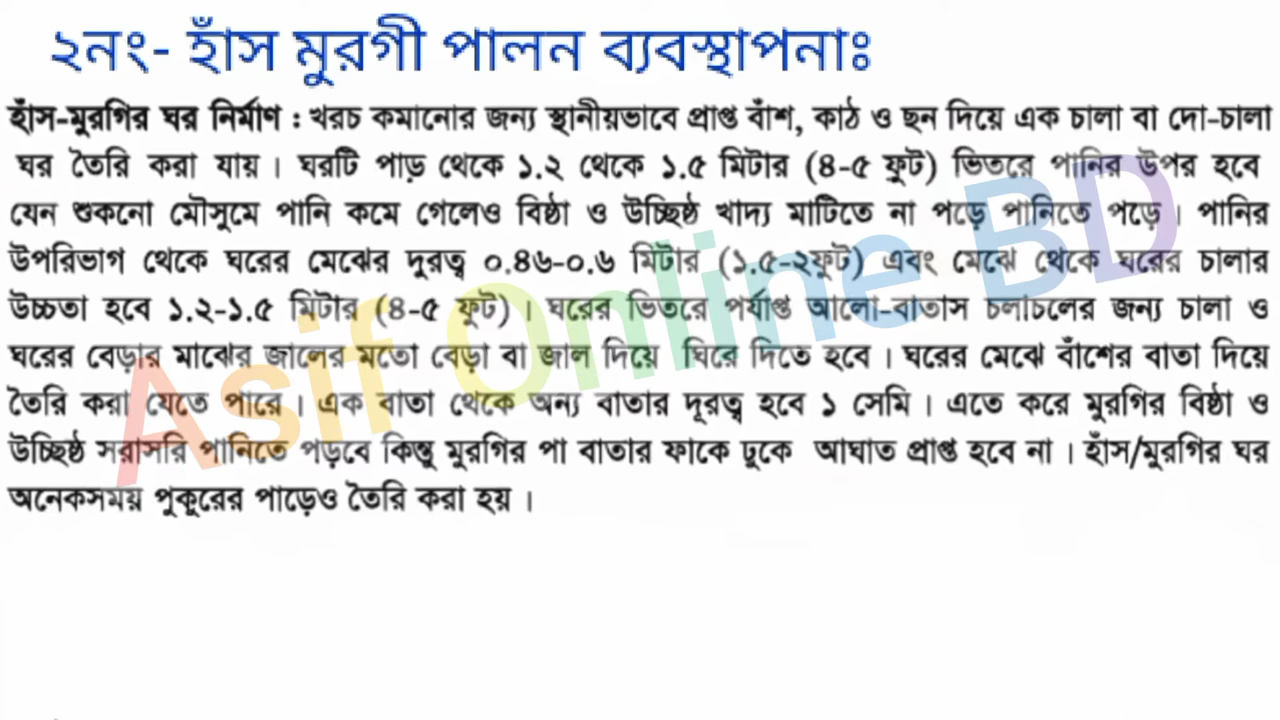 ২নং- হাঁস মুরগী পালন ব্যবস্থাপনাঃ
হাঁস-মুরগির ঘর নির্মাণ : খরচ কমানোর জন্য স্থানীয়ভাবে প্রাপ্ত বাঁশ, কাঠ ও ছন দিয়ে এক চালা বা দো-চালা
ঘর তৈরি করা যায়। ঘরটি পাড় থেকে ১.২ থেকে ১.৫ মিটার (৪-৫ ফুট) ভিতরে পানির উপর হবে
যেন শুকনো মৌসুমে পানি কমে গেলেও বিষ্ঠা ও উচ্ছিষ্ঠ খাদ্য মাটিতে না পড়ে পানিতে পড়ে। পানির
উপরিভাগ থেকে ঘরের মেঝের দুরত্ব ০.৪৬-০.৬ মিটার (১.৫-২ফুট) এবং মেঝে থেকে ঘরের চালার
উচ্চতা হবে ১.২-১.৫ মিটার (৪-৫ ফুট)। ঘরের ভিতরে পর্যাপ্ত আলো-বাতাস চলাচলের জন্য চালা ও
ঘরের বেড়ার মাঝের জালের মতো বেড়া বা জাল দিয়ে ঘিরে দিতে হবে। ঘরের মেঝে বাঁশের বাতা দিয়ে
তৈরি করা যেতে পারে। এক বাতা থেকে অন্য বাতার দূরত্ব হবে ১ সেমি। এতে করে মুরগির বিষ্ঠা ও
উচ্ছিষ্ঠ সরাসরি পানিতে পড়বে কিন্তু মুরগির পা বাতার ফাকে ঢুকে আঘাত প্রাপ্ত হবে না। হাঁস/মুরগির ঘর
অনেকসময় পুকুরের পাড়েও তৈরি করা হয়।
Asif Online BD